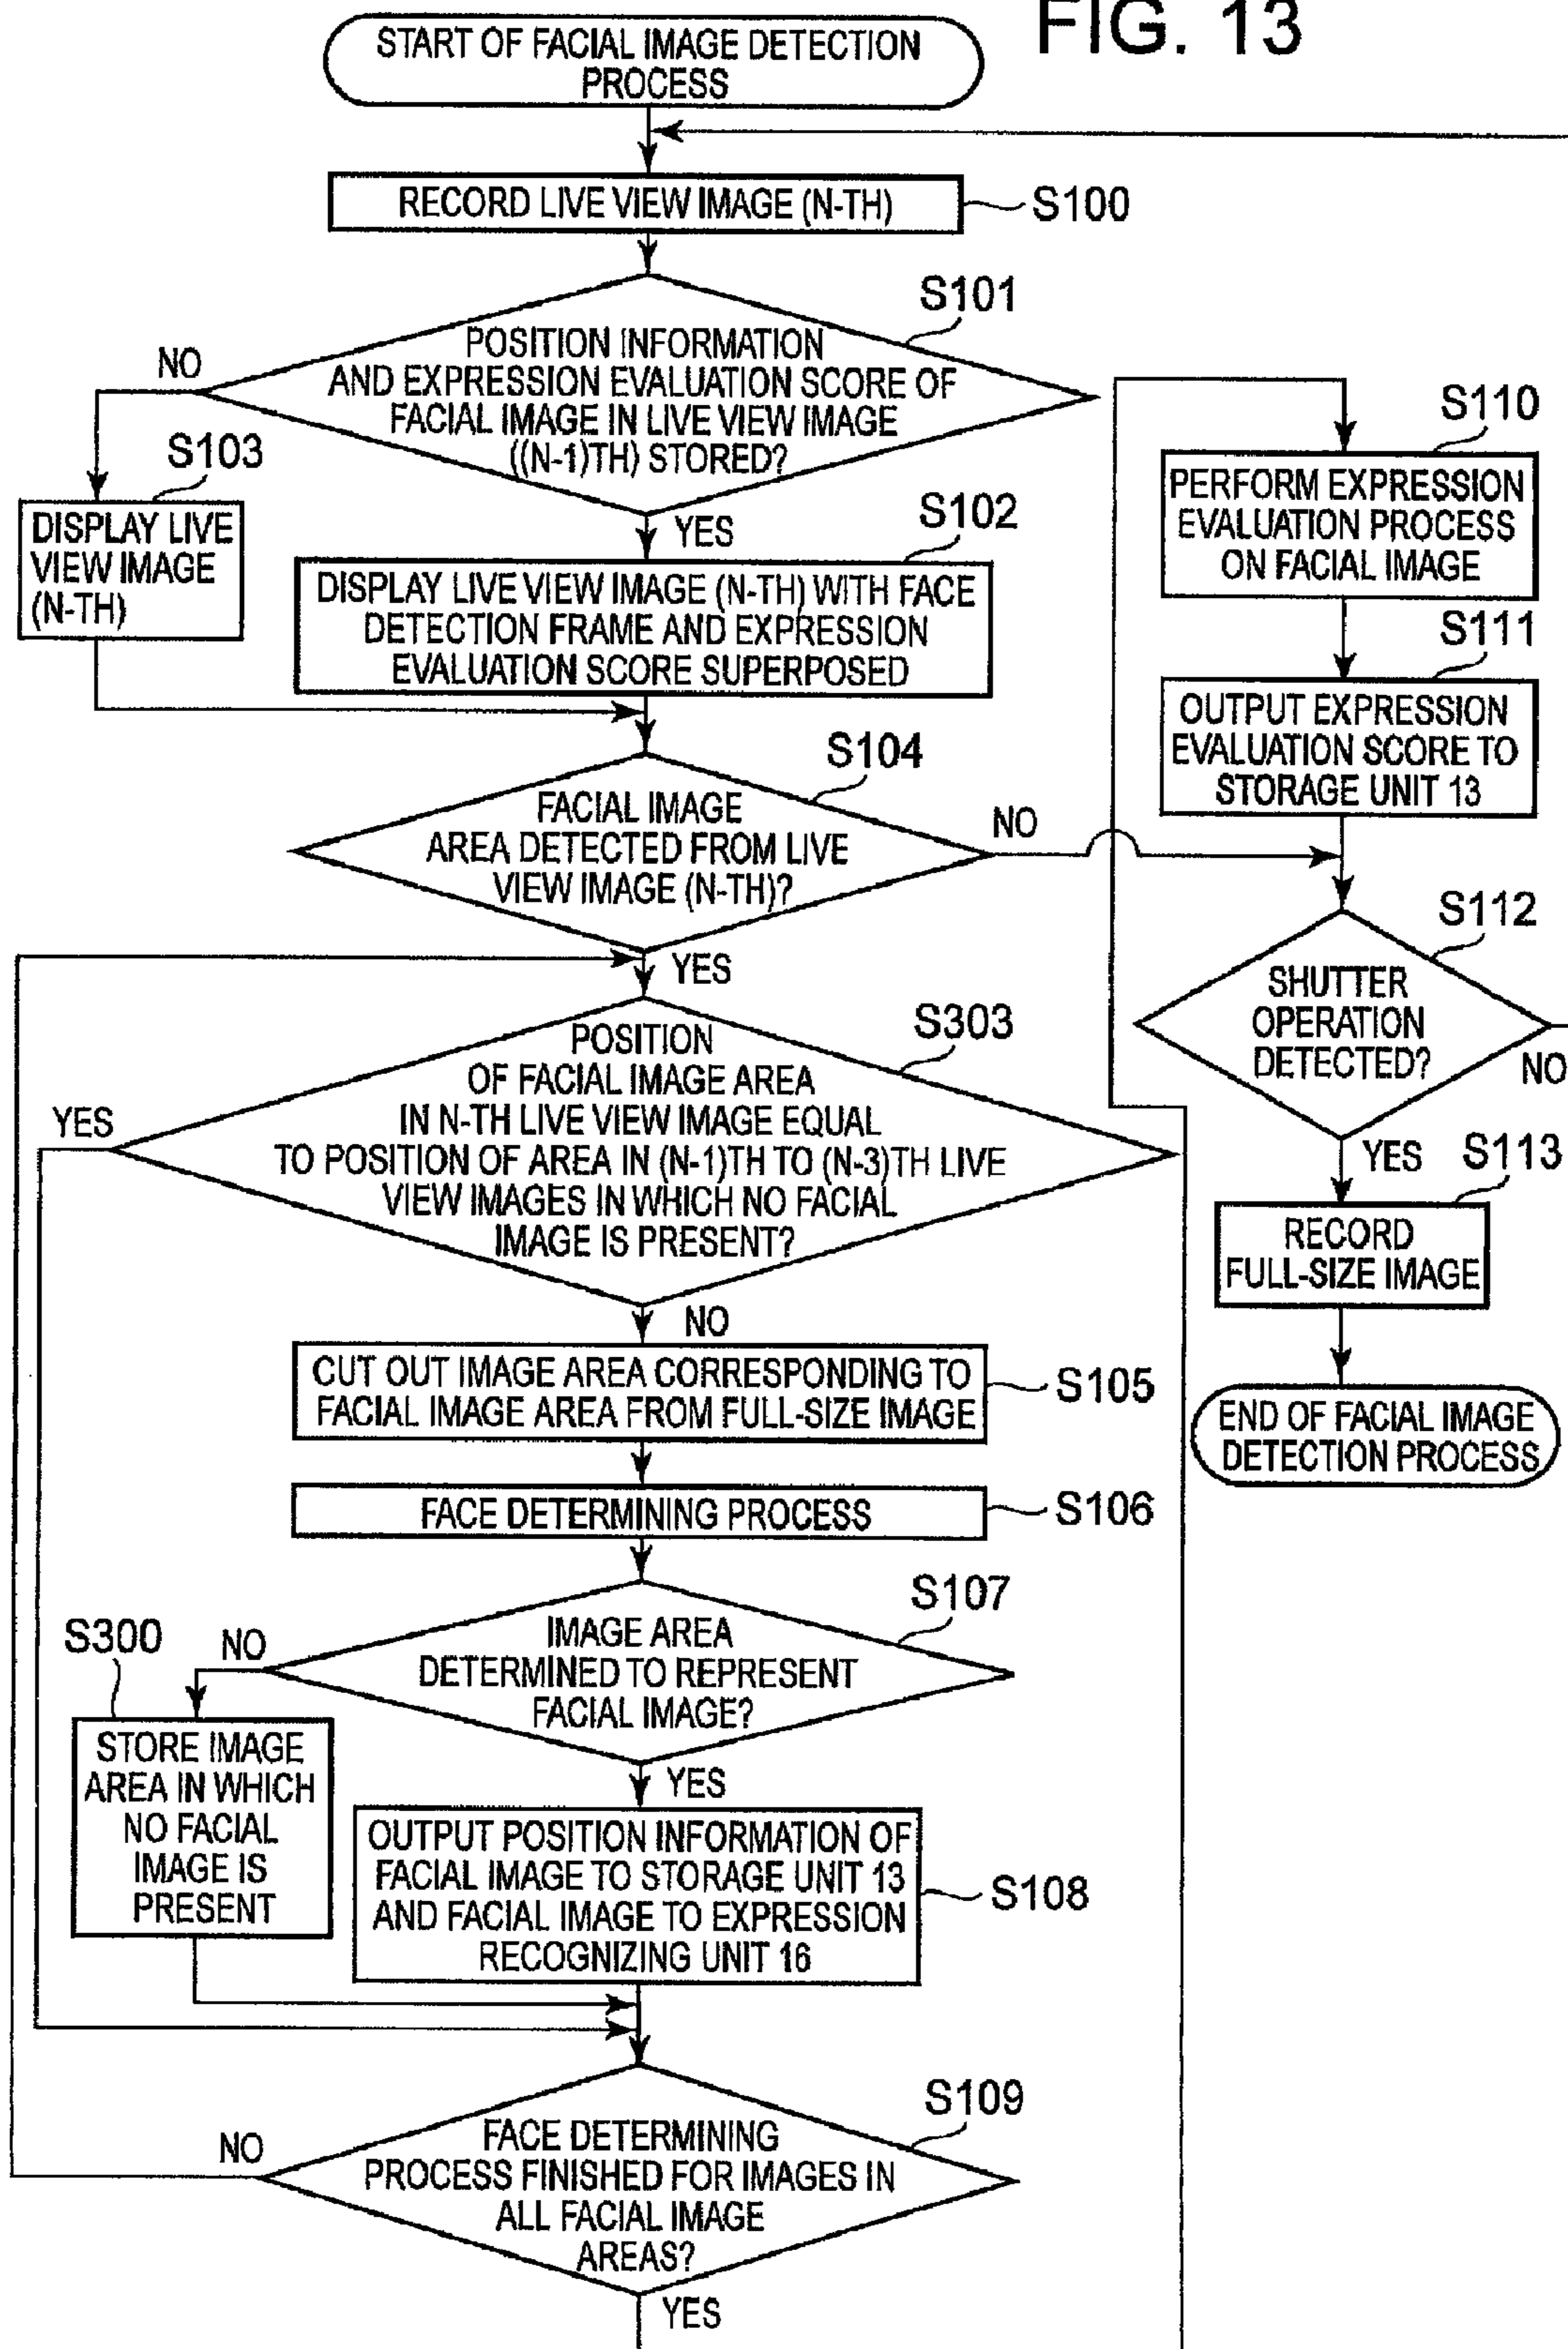 FIG. 13
START OF FACIAL IMAGE DETECTION
PROCESS
RECORD LIVE VIEW IMAGE (N-TH)
S100
S101
POSITION INFORMATION
AND EXPRESSION EVALUATION SCORE OF
FACIAL IMAGE IN LIVE VIEW IMAGE
((N-1)TH) STORED?
NO
YES
S103
DISPLAY LIVE
VIEW IMAGE
(N-TH)
S102
DISPLAY LIVE VIEW IMAGE (N-TH) WITH FACE
DETECTION FRAME AND EXPRESSION
EVALUATION SCORE SUPERPOSED
S104
FACIAL IMAGE
AREA DETECTED FROM LIVE
VIEW IMAGE (N-TH)?
NO
YES
S303
POSITION
OF FACIAL IMAGE AREA
IN N-TH LIVE VIEW IMAGE EQUAL
TO POSITION OF AREA IN (N-1)TH TO (N-3)TH LIVE
VIEW IMAGES IN WHICH NO FACIAL
IMAGE IS PRESENT?
YES
NO
CUT OUT IMAGE AREA CORRESPONDING TO
FACIAL IMAGE AREA FROM FULL-SIZE IMAGE
S105
FACE DETERMINING PROCESS
S106
S107
IMAGE AREA
DETERMINED TO REPRESENT
FACIAL IMAGE?
NO
YES
S300
STORE IMAGE
AREA IN WHICH
NO FACIAL
IMAGE IS
PRESENT
OUTPUT POSITION INFORMATION OF
FACIAL IMAGE TO STORAGE UNIT 13
AND FACIAL IMAGE TO EXPRESSION
RECOGNIZING UNIT 16
S108
S109
FACE DETERMINING
PROCESS FINISHED FOR IMAGES IN
ALL FACIAL IMAGE
AREAS?
NO
YES
S110
PERFORM EXPRESSION
EVALUATION PROCESS
ON FACIAL IMAGE
S111
OUTPUT EXPRESSION
EVALUATION SCORE TO
STORAGE UNIT 13
S112
SHUTTER
OPERATION
DETECTED?
NO
YES
S113
RECORD
FULL-SIZE IMAGE
END OF FACIAL IMAGE
DETECTION PROCESS